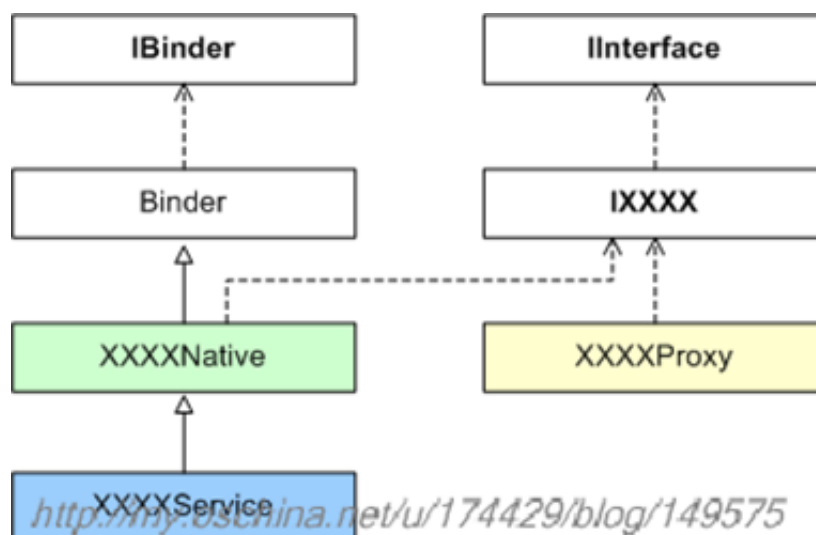 IBinder
IInterface
Binder
IXXXX
XXXXNative
XXXXProxy
XXXXService
http://my.oschina.net/u/174429/blog/149575